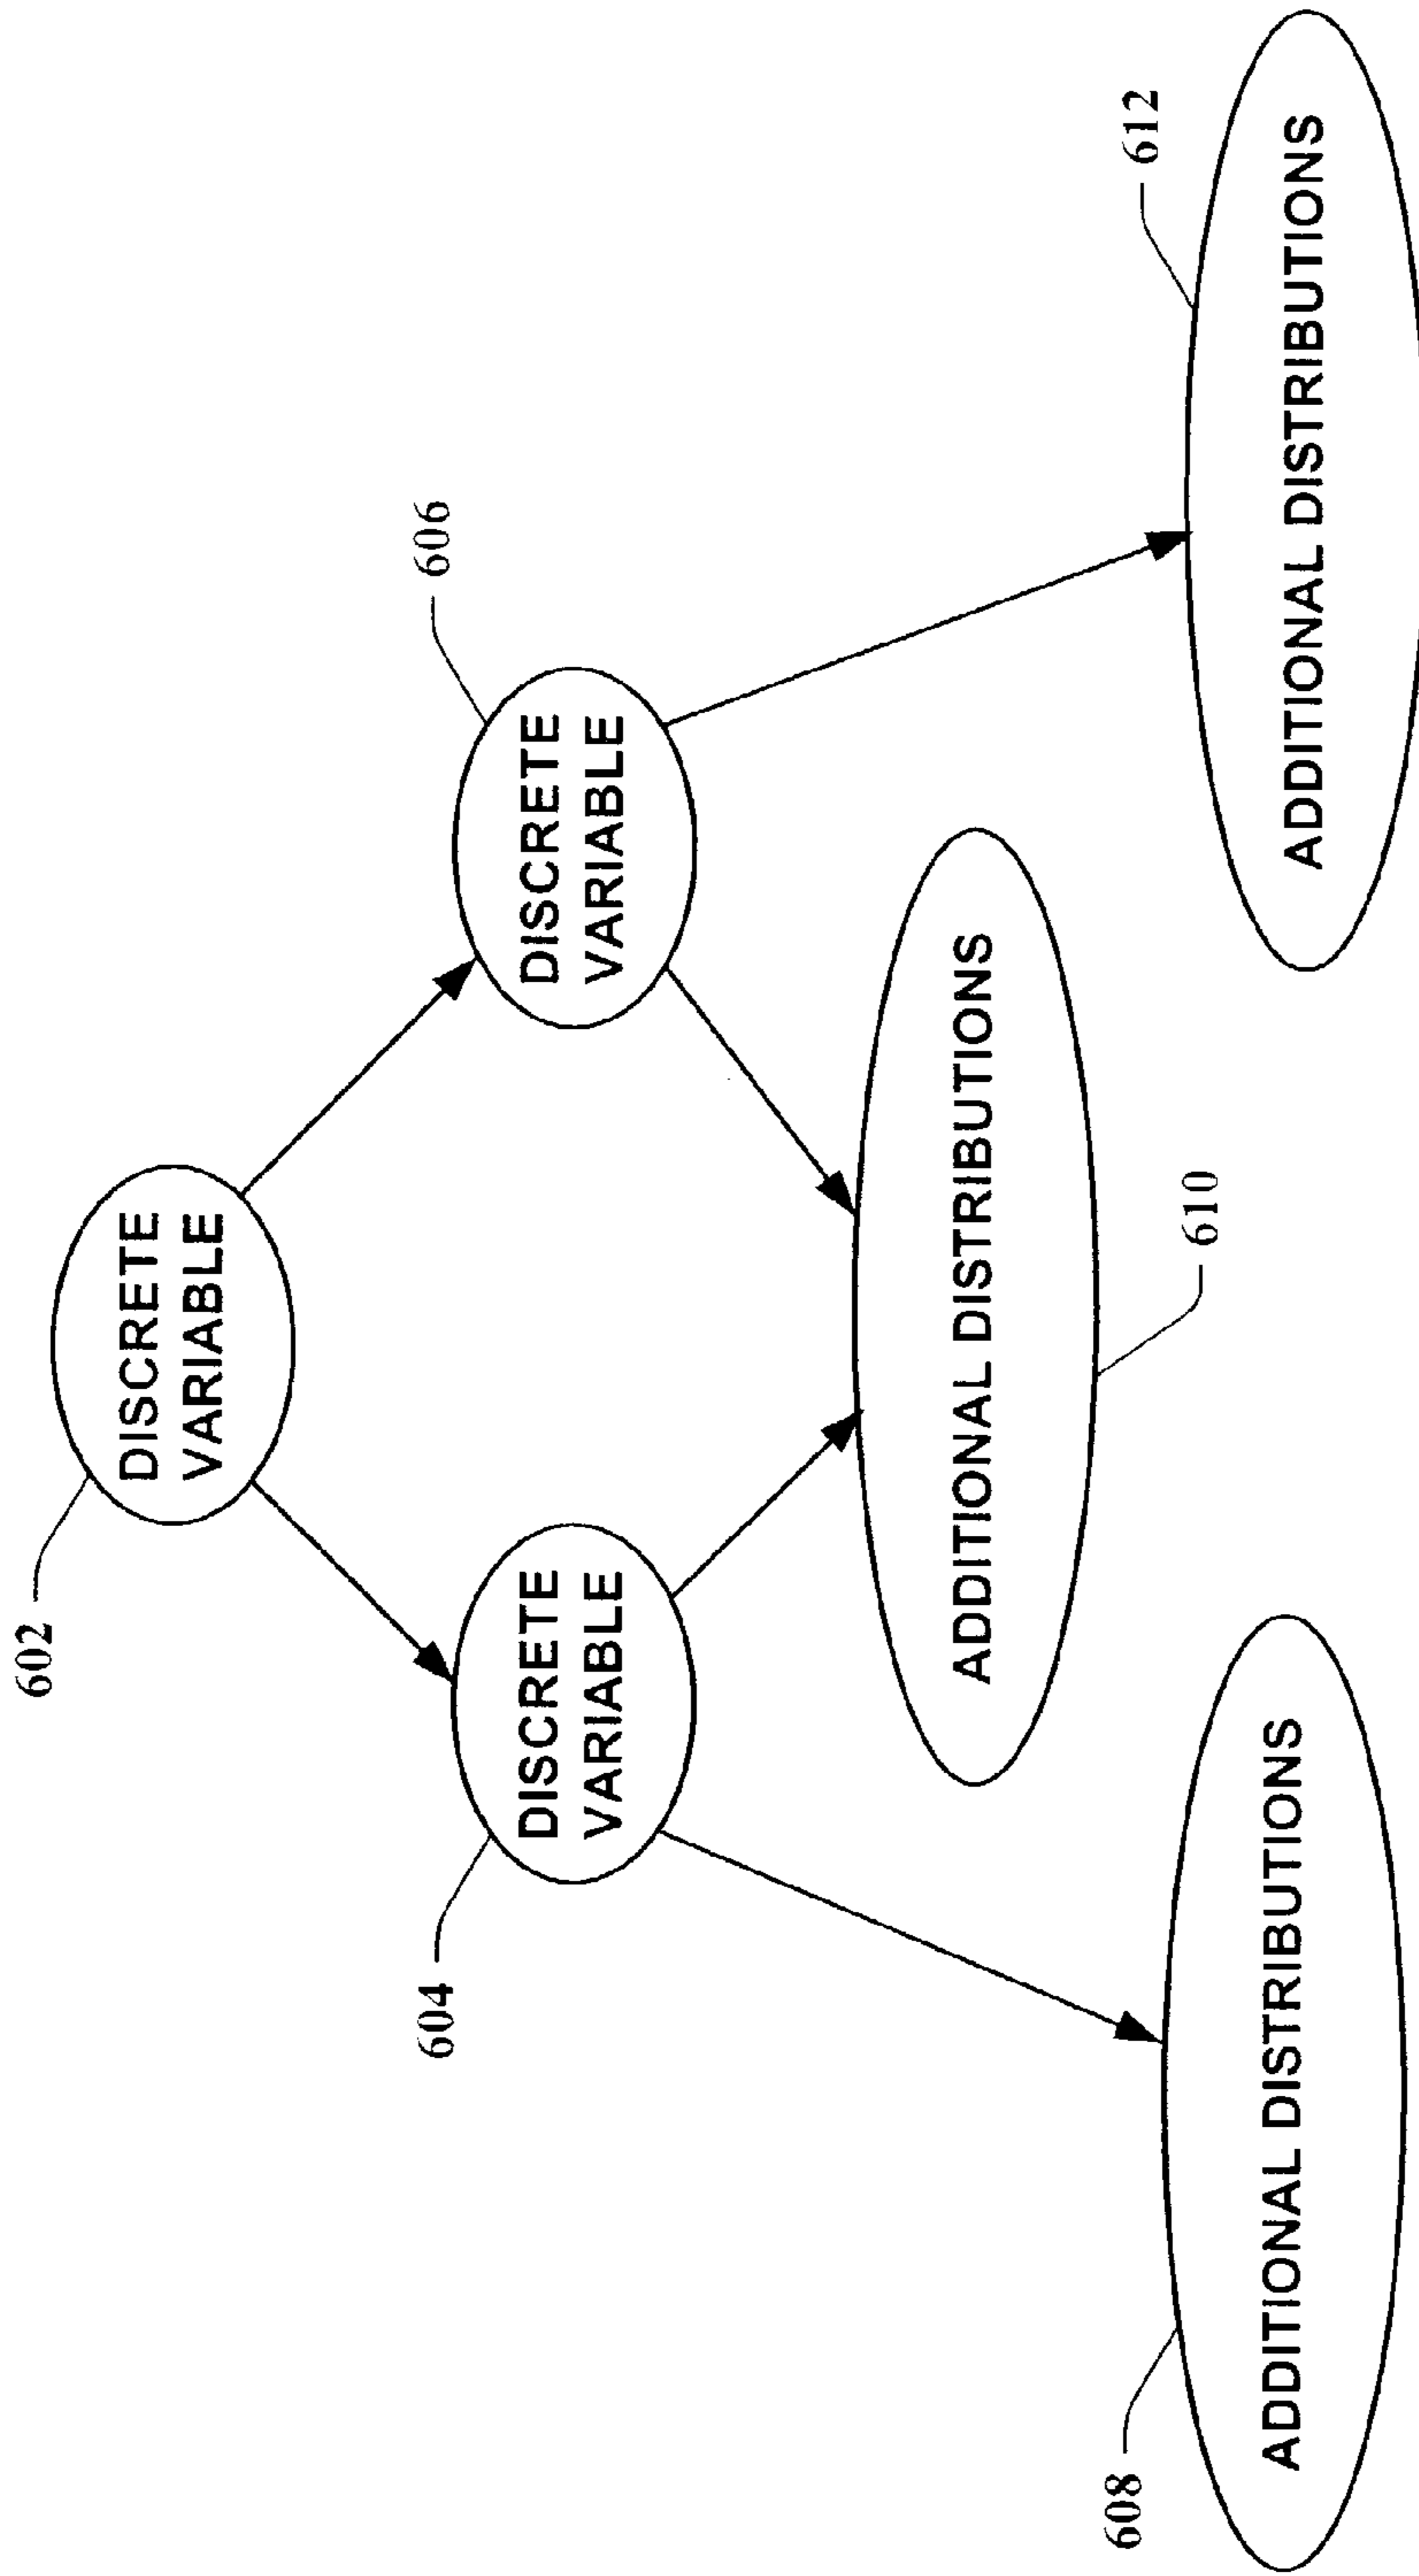 602
DISCRETE
VARIABLE
604
DISCRETE
VARIABLE
606
DISCRETE
VARIABLE
ADDITIONAL DISTRIBUTIONS
610
608
ADDITIONAL DISTRIBUTIONS
612
ADDITIONAL DISTRIBUTIONS